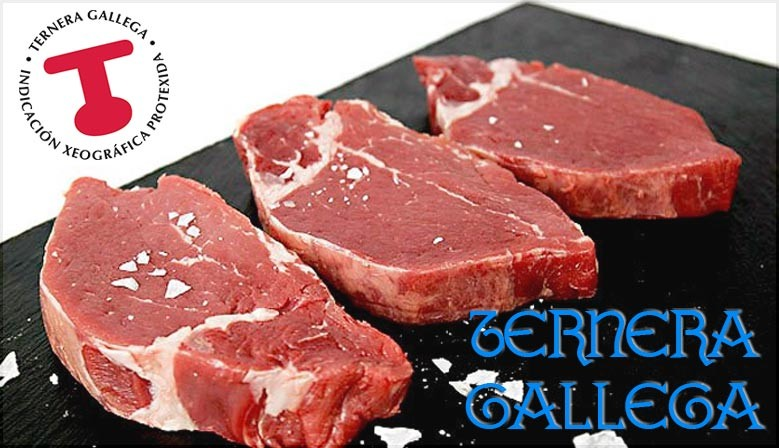 • TERNERA GALLEGA •
INDICACIÓN XEOGRÁFICA PROTEXIDA
TERNERA
GALLEGA